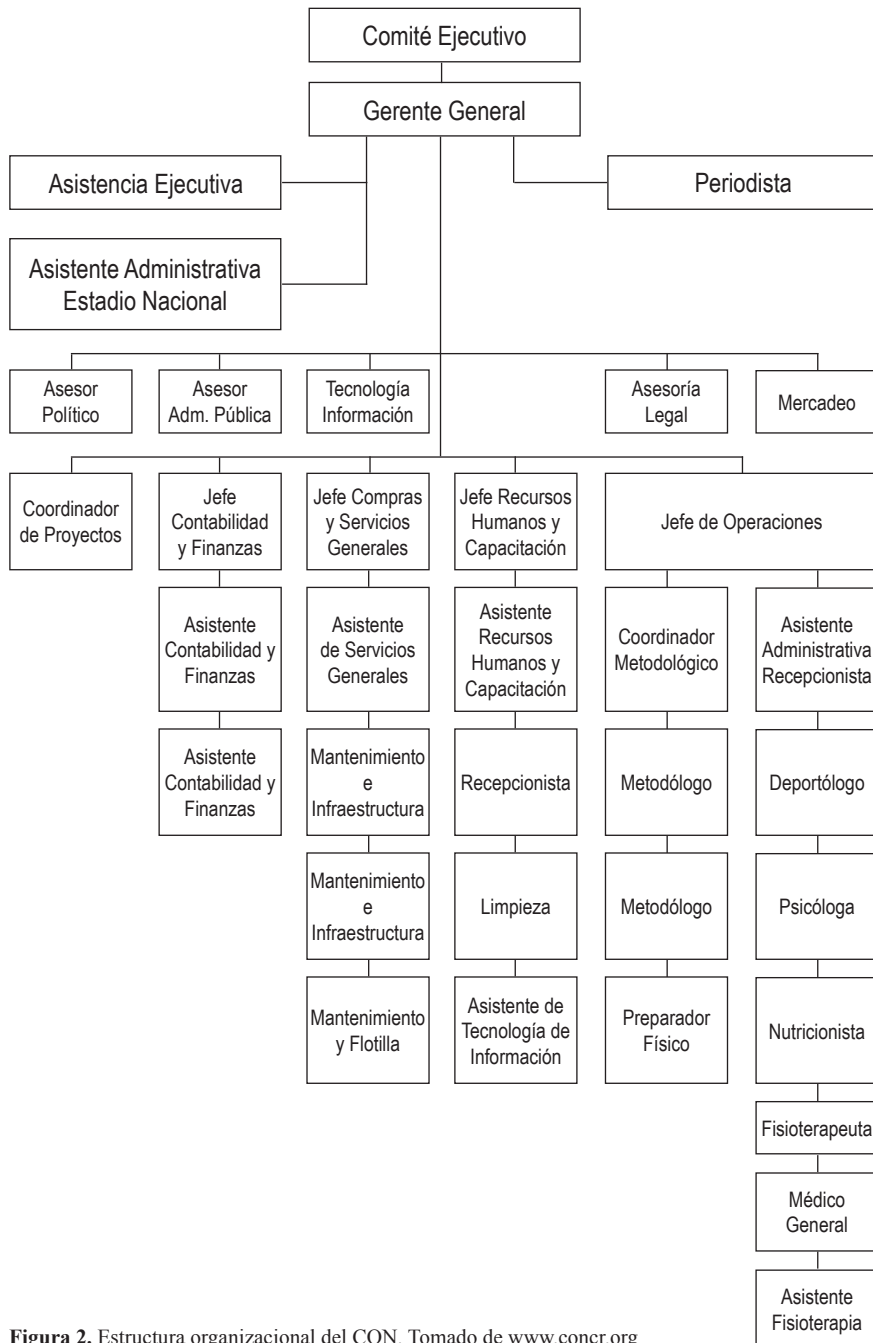 Comité Ejecutivo
Gerente General
Asistencia Ejecutiva
Periodista
Asistente Administrativa
Estadio Nacional
Asesor
Político
Asesor
Adm. Pública
Tecnología
Información
Asesoría
Legal
Mercadeo
Coordinador
de Proyectos
Jefe
Contabilidad
y Finanzas
Jefe Compras
y Servicios
Generales
Jefe Recursos
Humanos y
Capacitación
Jefe de Operaciones
Asistente
Contabilidad y
Finanzas
Asistente
de Servicios
Generales
Asistente
Recursos
Humanos y
Capacitación
Coordinador
Metodológico
Asistente
Administrativa
Recepcionista
Asistente
Contabilidad y
Finanzas
Mantenimiento
e
Infraestructura
Recepcionista
Metodólogo
Deportólogo
Mantenimiento
e
Infraestructura
Limpieza
Metodólogo
Psicóloga
Mantenimiento
y Flotilla
Asistente de
Tecnología de
Información
Preparador
Físico
Nutricionista
Fisioterapeuta
Médico
General
Asistente
Fisioterapia
Figura 2. Estructura organizacional del CON. Tomado de www.concr.org